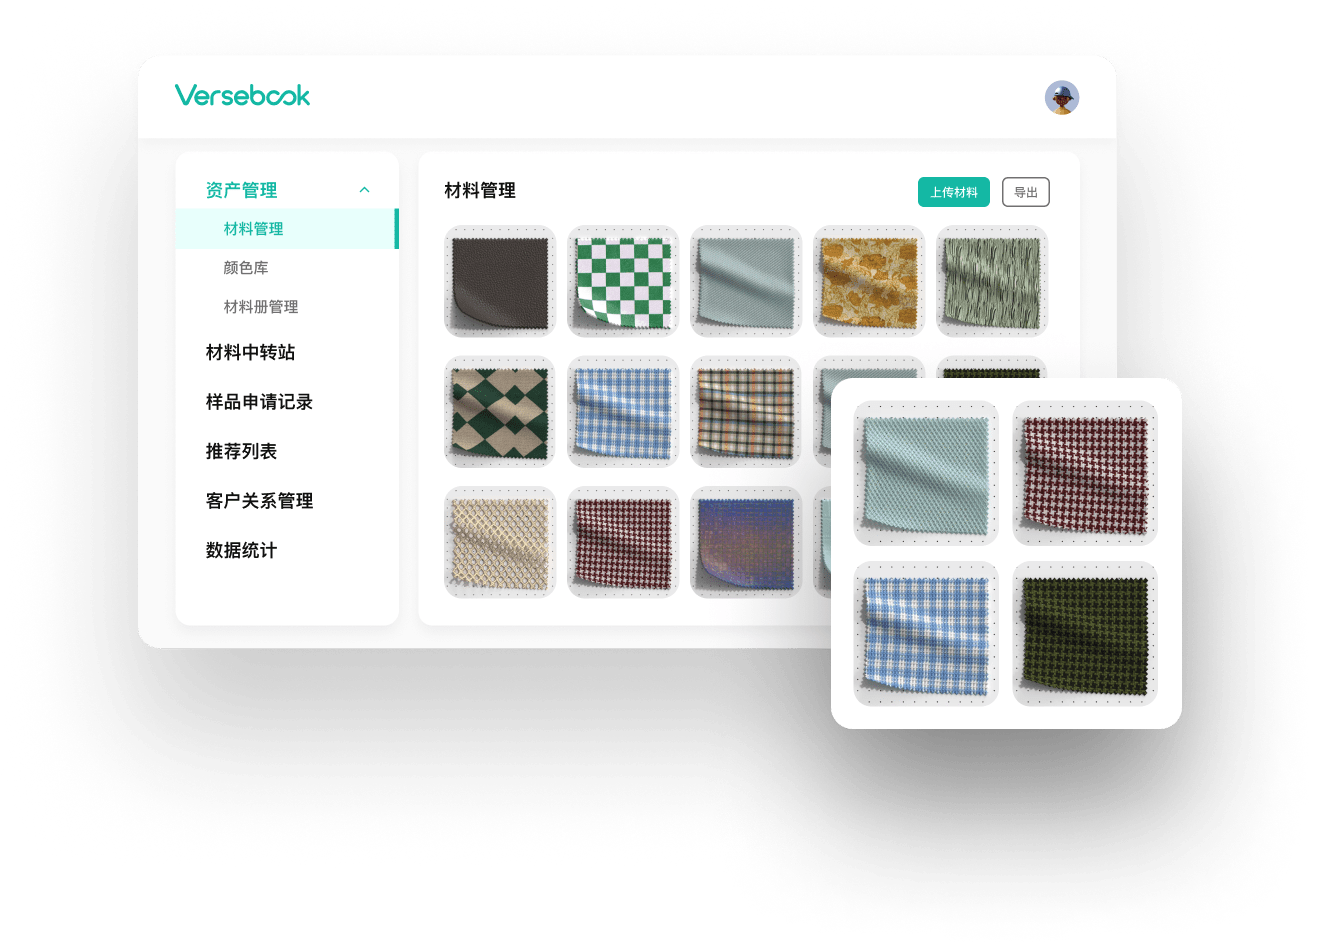 Versebook
资产管理
材料管理
颜色库
材料册管理
材料中转站
样品申请记录
推荐列表
客户关系管理
数据统计
材料管理
上传材料
导出